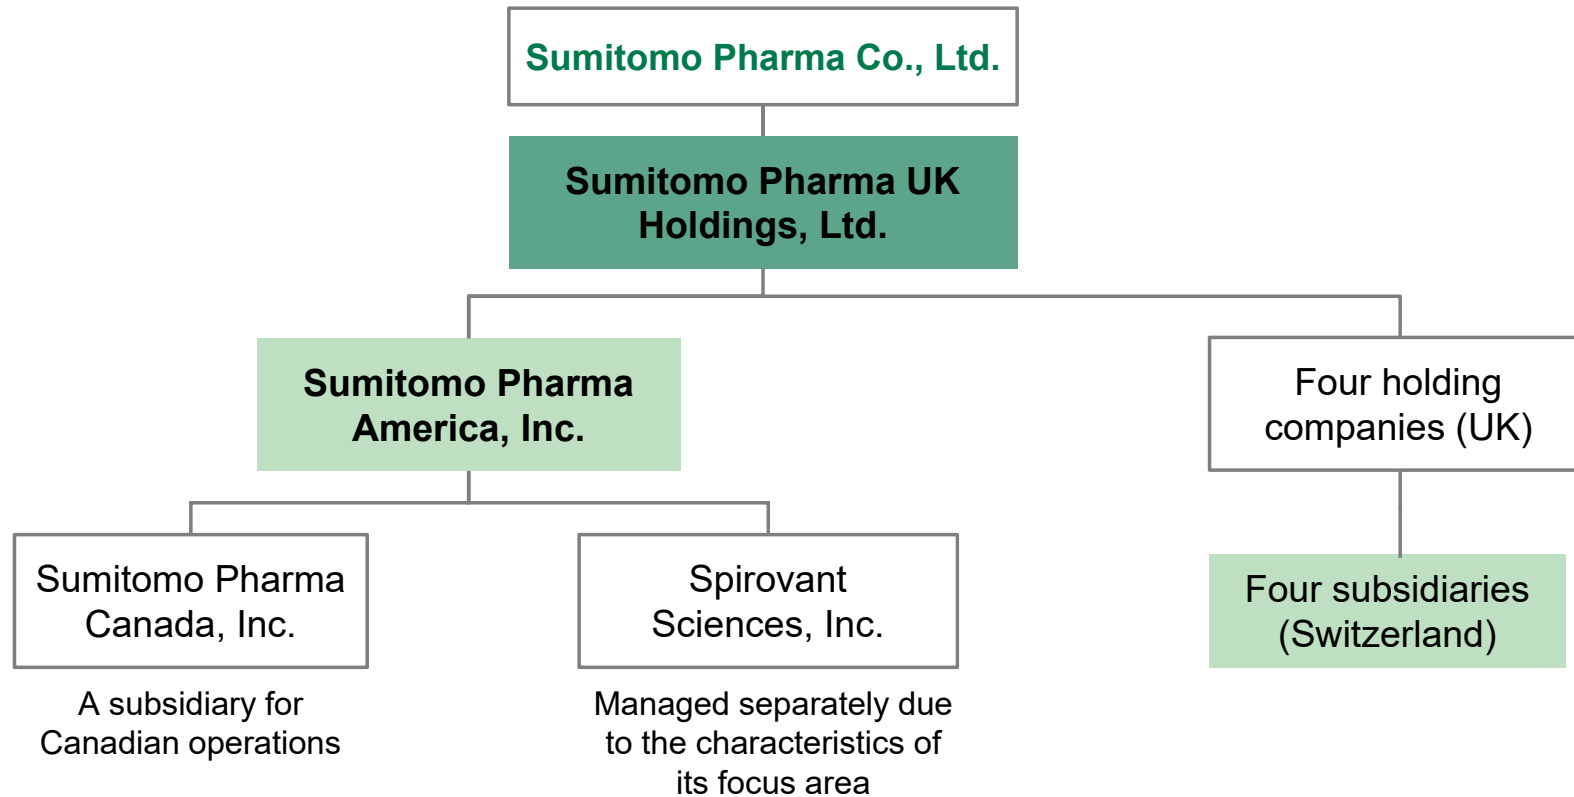 Sumitomo Pharma Co., Ltd.
Sumitomo Pharma UK
Holdings, Ltd.
Sumitomo Pharma
America, Inc.
Four holding
companies (UK)
Sumitomo Pharma
Canada, Inc.
Spirovant
Sciences, Inc.
Four subsidiaries
(Switzerland)
A subsidiary for
Canadian operations
Managed separately due
to the characteristics of
its focus area